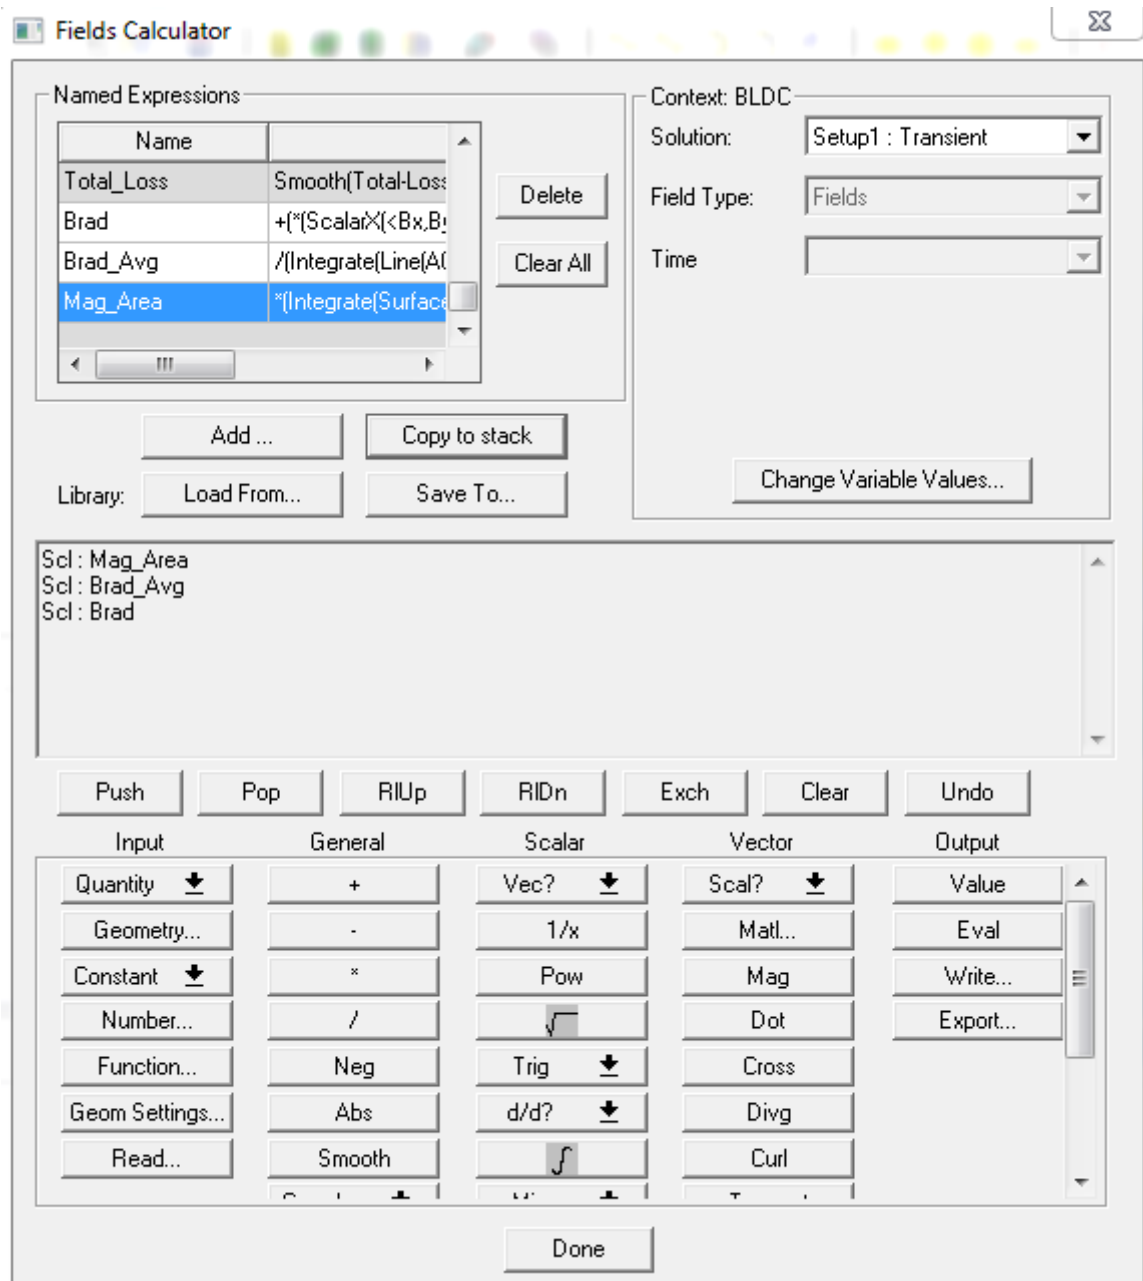 Fields Calculator
Named Expressions
Name
Total_Loss Smooth(Total-Loss
Brad +(*(ScalarX(<Bx,By
Brad_Avg /(Integrate(Line(A(
Mag_Area *(Integrate(Surface
Delete
Clear All
Add ... Copy to stack
Library: Load From... Save To...
Context: BLDC
Solution: Setup1 : Transient
Field Type: Fields
Time
Change Variable Values...
Scl : Mag_Area
Scl : Brad_Avg
Scl : Brad
Push Pop RlUp RlDn Exch Clear Undo
Input General Scalar Vector Output
Quantity + Vec? Scal? Value
Geometry... - 1/x Matl... Eval
Constant * Pow Mag Write...
Number... / √ Dot Export...
Function... Neg Trig Cross
Geom Settings... Abs d/d? Divg
Read... Smooth ∫ Curl
Done